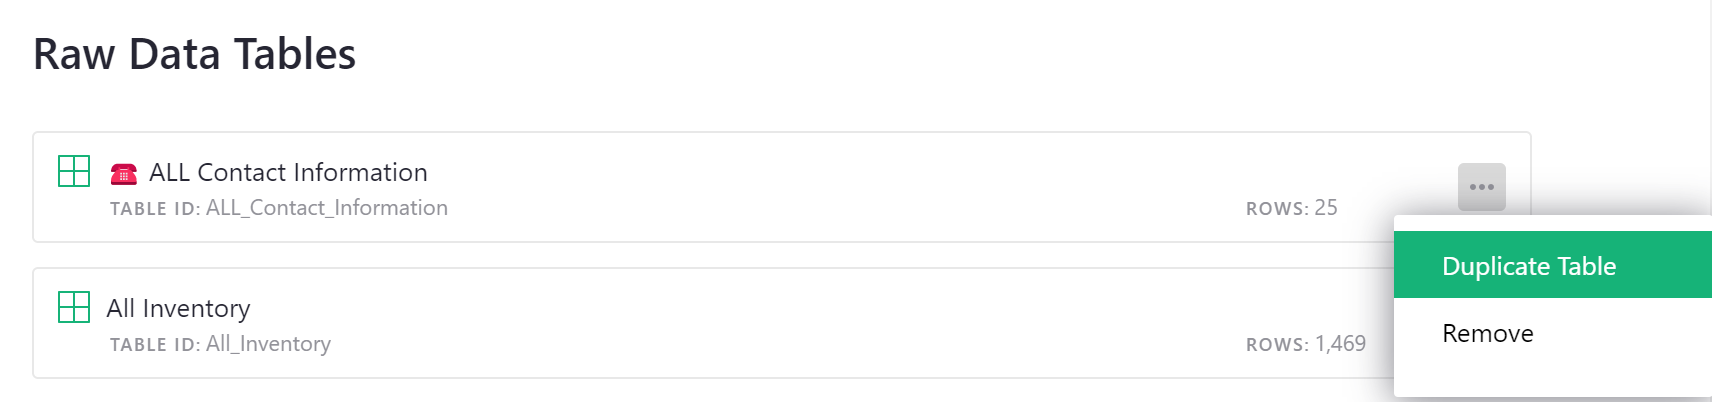 Raw Data Tables
☎️ ALL Contact Information
TABLE ID: ALL_Contact_Information
ROWS: 25
Duplicate Table
Remove
All Inventory
TABLE ID: All_Inventory
ROWS: 1,469